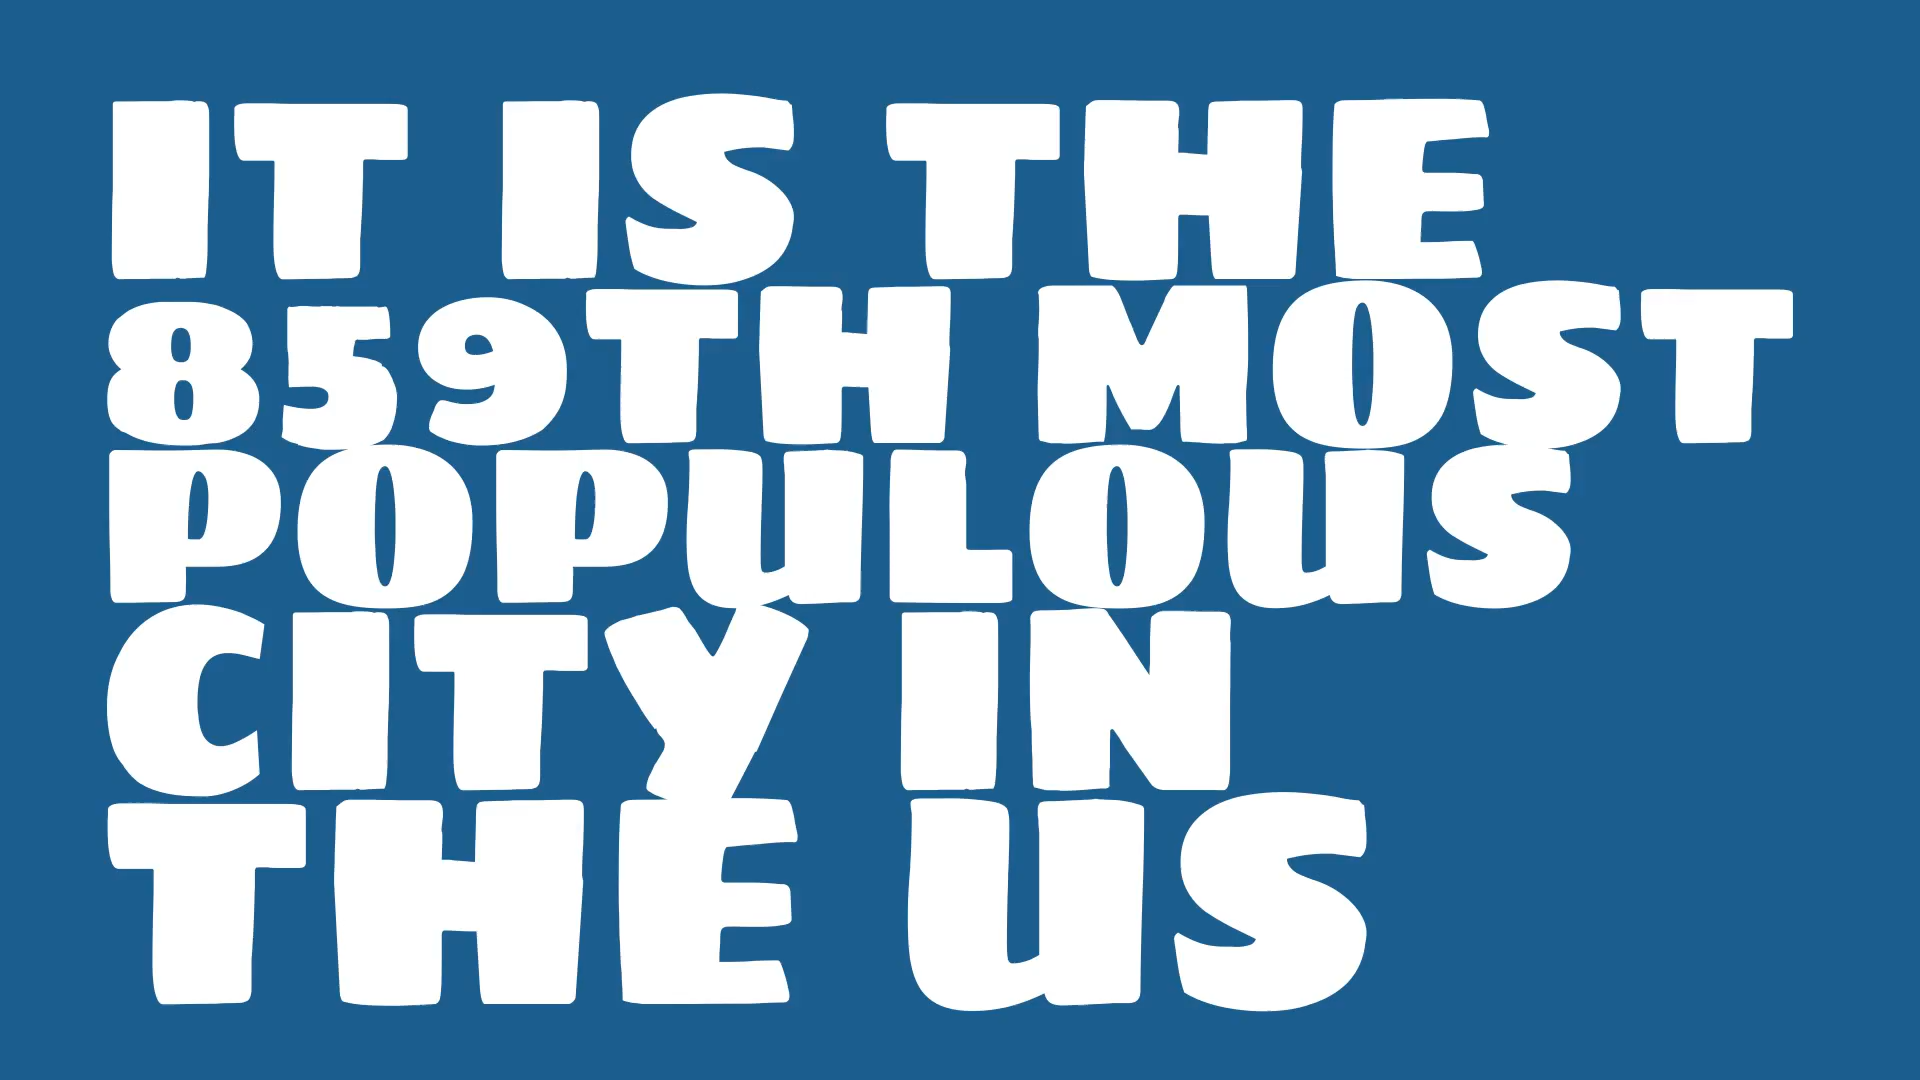 IT IS THE
859TH MOST
POPULOUS
CITY IN
THE US